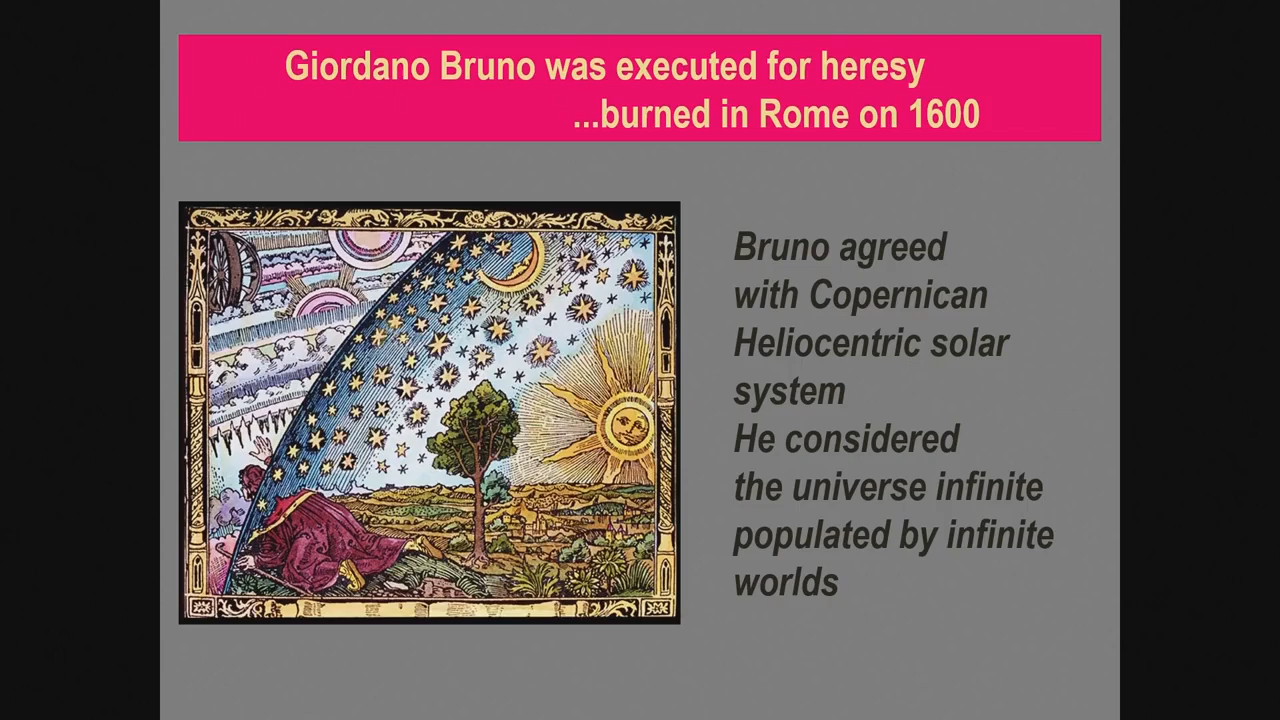 Giordano Bruno was executed for heresy
...burned in Rome on 1600
Bruno agreed
with Copernican
Heliocentric solar
system
He considered
the universe infinite
populated by infinite
worlds